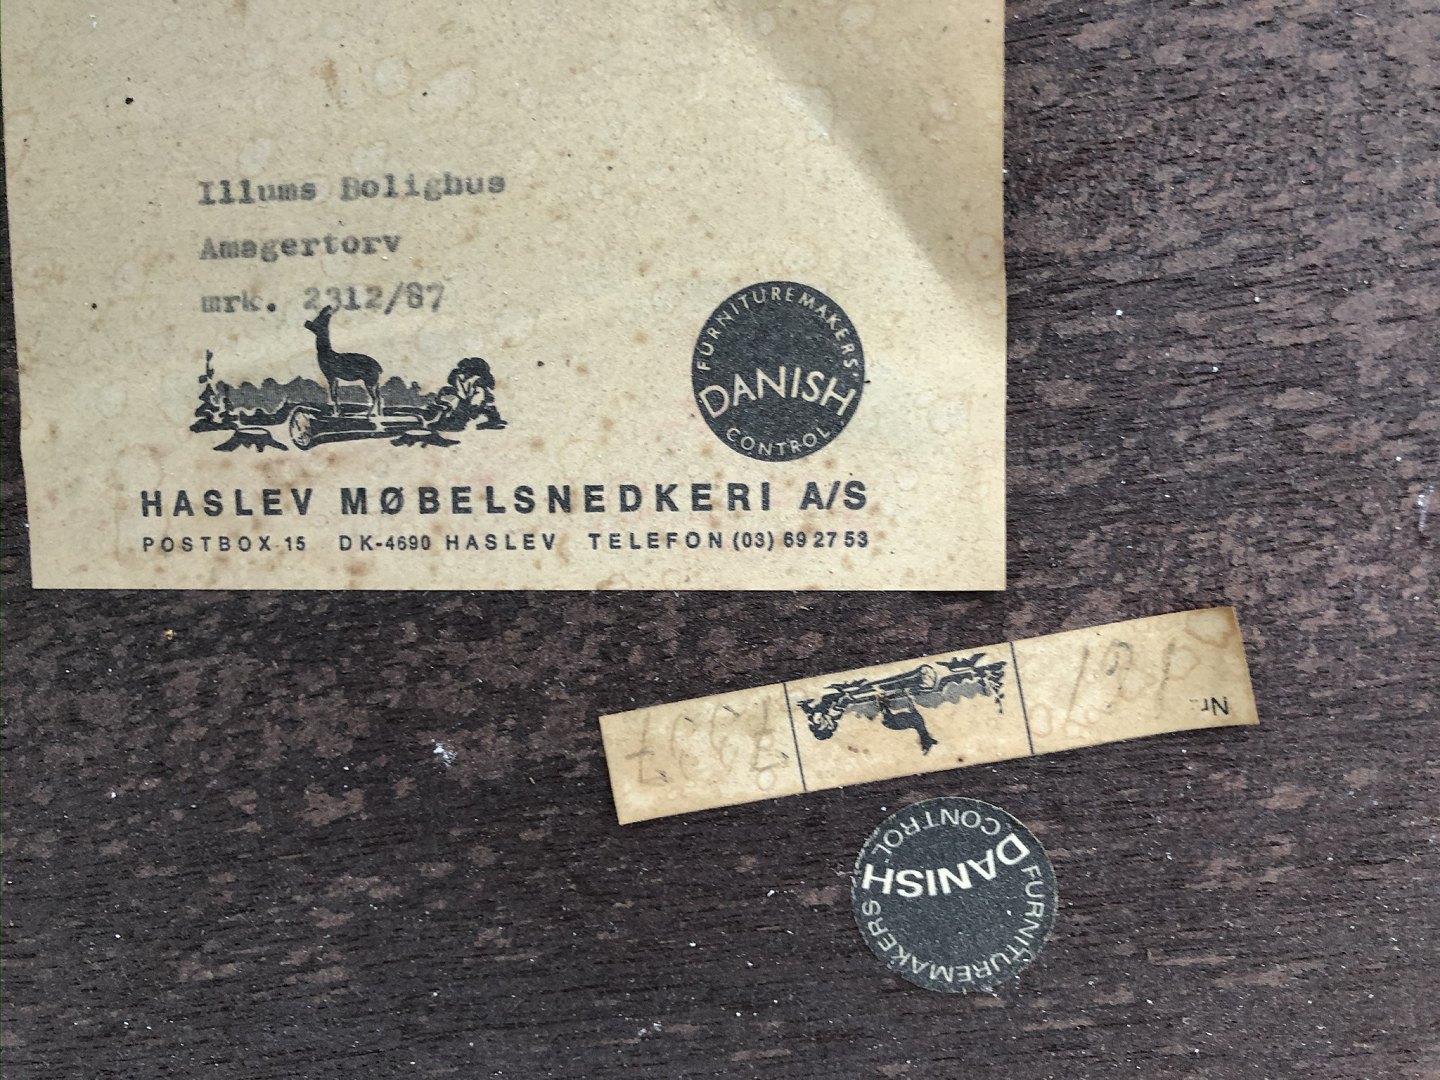 Illums Bolighus
Amagertorv
mrk. 2312/87
FURNITUREMAKERS'
DANISH
CONTROL
HASLEV MØBELSNEDKERI A/S
POSTBOX 15 DK-4690 HASLEV TELEFON (03) 69 27 53
Nr.
DANISH
FURNITUREMAKERS'
CONTROL